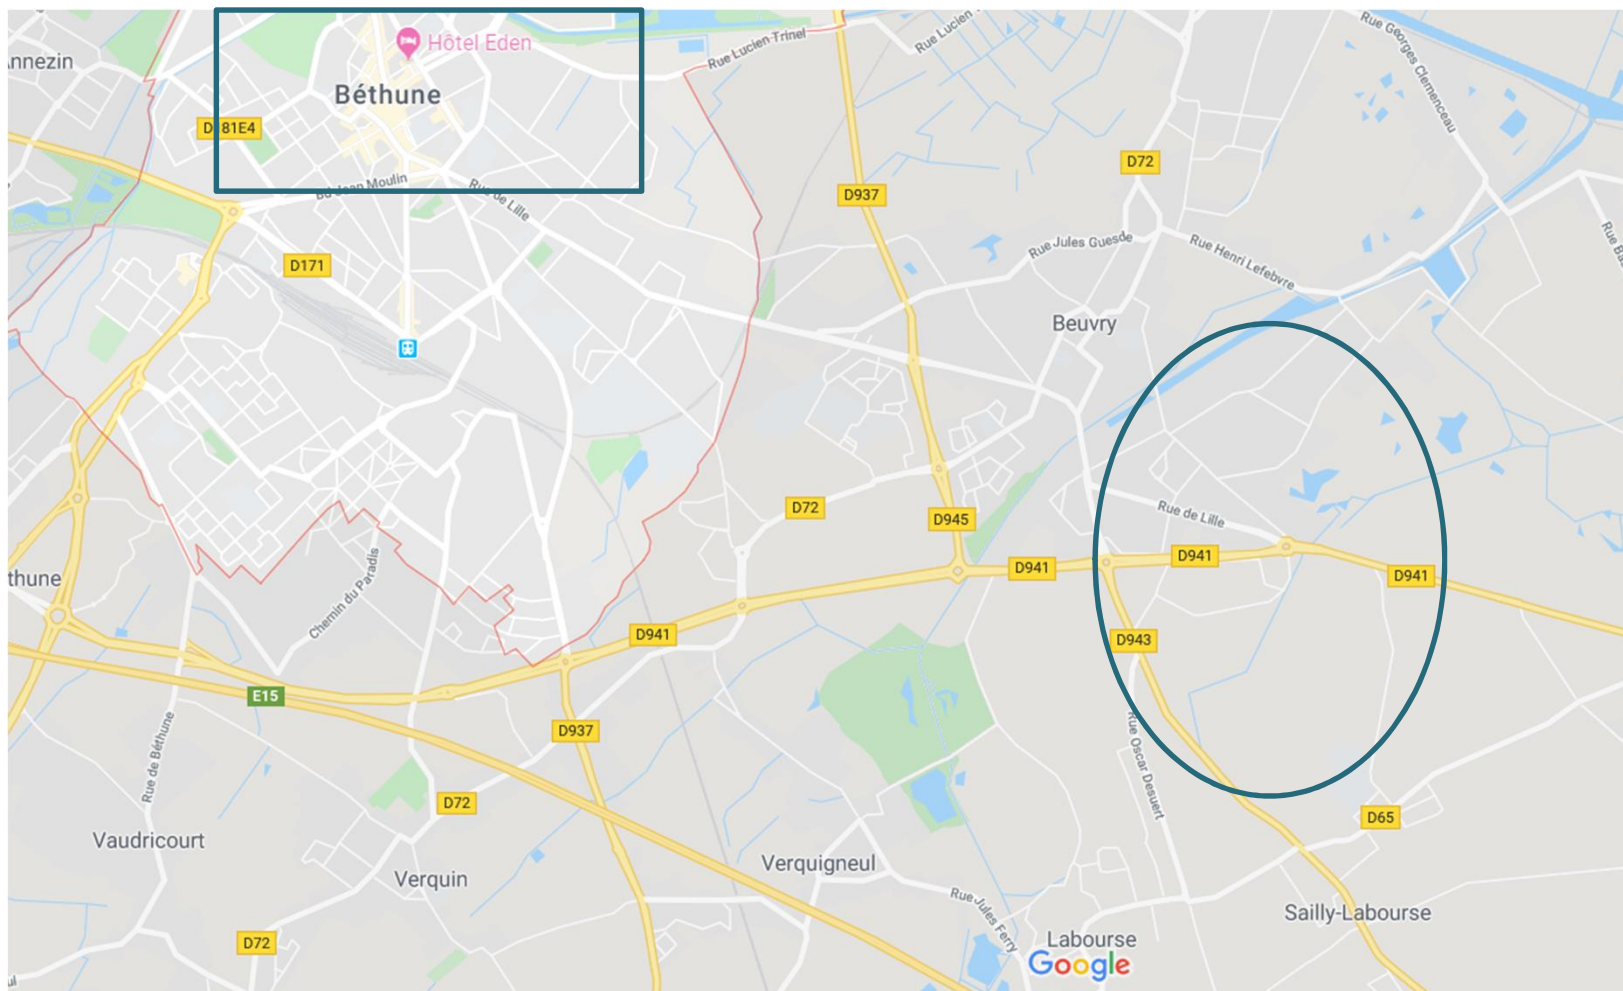 Hôtel Eden
Rue Lucien Trinel
Rue Lucien
Rue Georges Clemenceau
nnezin
Béthune
D181E4
D72
Bd Jean Moulin
Rue de Lille
D937
Rue Jules Guesde
Rue Henri Lefebvre
D171
Beuvry
D72
D945
Rue de Lille
D941
D941
D941
thune
Chemin du Paradis
D941
D943
E15
Rue de Béthune
D937
Rue Oscar Desuert
D72
D65
Vaudricourt
Verquin
Verquigneul
Rue Jules Ferry
Sailly-Labourse
D72
Labourse
Google